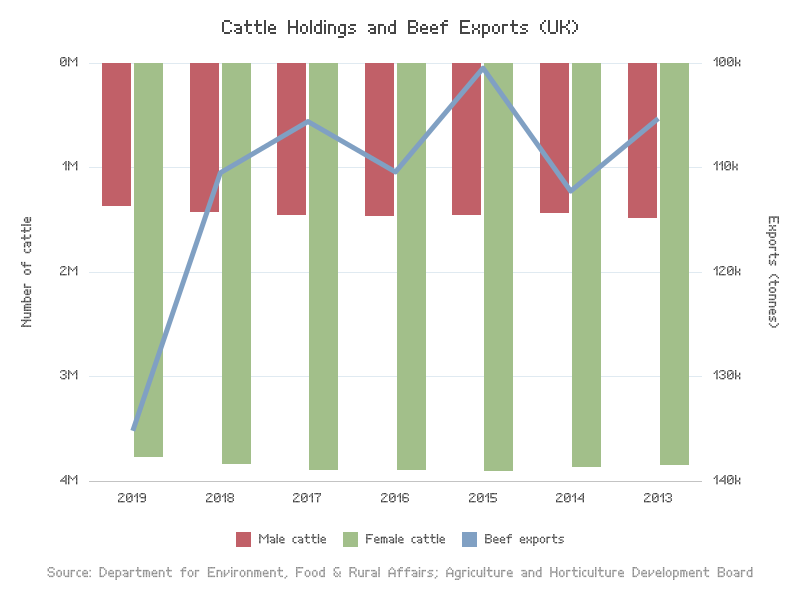 Cattle Holdings and Beef Exports (UK)
0M
1M
2M
3M
4M
Number of cattle
100k
110k
120k
130k
140k
Exports (tonnes)
2019 2018 2017 2016 2015 2014 2013
Male cattle Female cattle Beef exports
Source: Department for Environment, Food & Rural Affairs; Agriculture and Horticulture Development Board